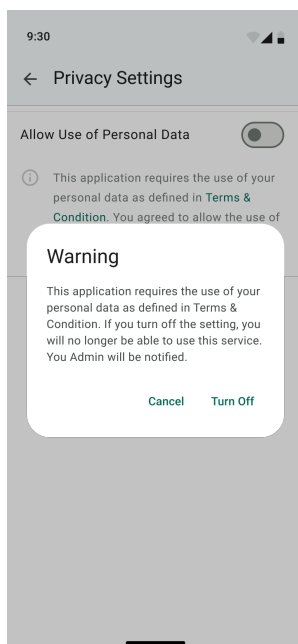 9:30
Privacy Settings
Allow Use of Personal Data
This application requires the use of your
personal data as defined in Terms &
Condition. You agreed to allow the use of
Warning
This application requires the use of your
personal data as defined in Terms &
Condition. If you turn off the setting, you
will no longer be able to use this service.
You Admin will be notified.
Cancel Turn Off